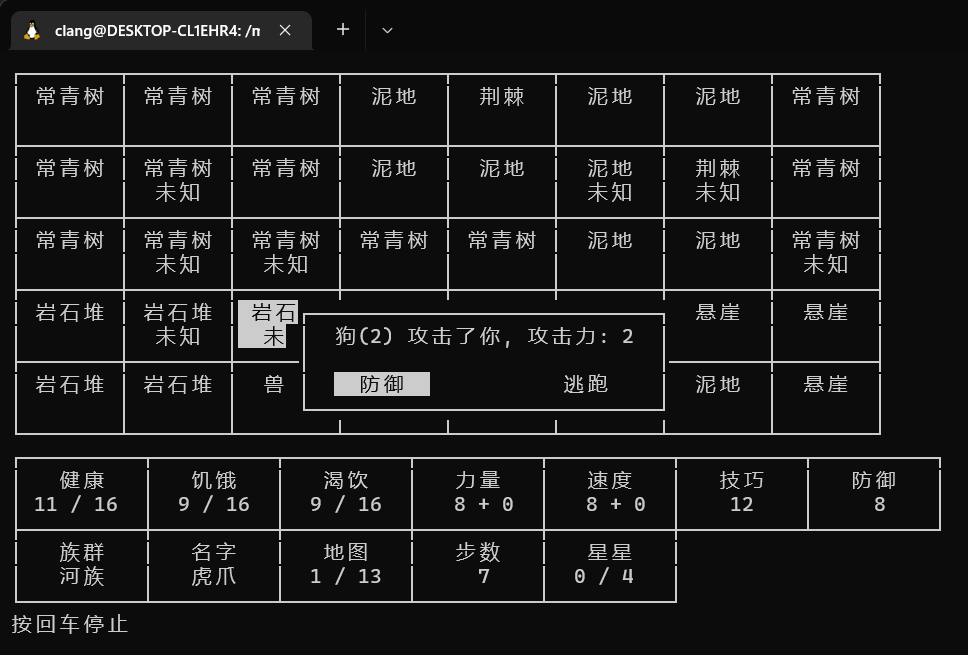 clang@DESKTOP-CL1EHR4: /m
常青树 常青树 常青树 泥地 荆棘 泥地 泥地 常青树
常青树 常青树 常青树 泥地 泥地 泥地 荆棘 常青树
未知 未知 未知
常青树 常青树 常青树 常青树 常青树 泥地 泥地 常青树
未知 未知 未知
岩石堆 岩石堆 岩石 悬崖 悬崖
未知 未 狗(2) 攻击了你, 攻击力: 2
岩石堆 岩石堆 兽 防御 逃跑 泥地 悬崖
健康 饥饿 渴饮 力量 速度 技巧 防御
11 / 16 9 / 16 9 / 16 8 + 0 8 + 0 12 8
族群 名字 地图 步数 星星
河族 虎爪 1 / 13 7 0 / 4
按回车停止